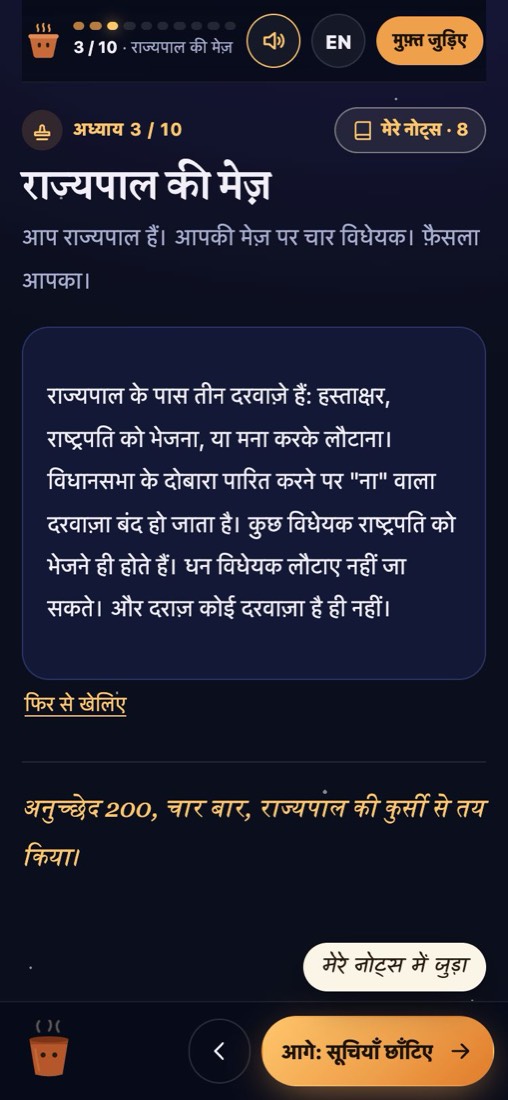 3 / 10 · राज्यपाल की मेज़
EN
मुफ़्त जुड़िए
अध्याय 3 / 10
मेरे नोट्स · 8
राज्यपाल की मेज़
आप राज्यपाल हैं। आपकी मेज़ पर चार विधेयक। फ़ैसला
आपका।
राज्यपाल के पास तीन दरवाज़े हैं: हस्ताक्षर,
राष्ट्रपति को भेजना, या मना करके लौटाना।
विधानसभा के दोबारा पारित करने पर "ना" वाला
दरवाज़ा बंद हो जाता है। कुछ विधेयक राष्ट्रपति को
भेजने ही होते हैं। धन विधेयक लौटाए नहीं जा
सकते। और दराज़ कोई दरवाज़ा है ही नहीं।
फिर से खेलिए
अनुच्छेद 200, चार बार, राज्यपाल की कुर्सी से तय
किया।
मेरे नोट्स में जुड़ा
आगे: सूचियाँ छाँटिए →